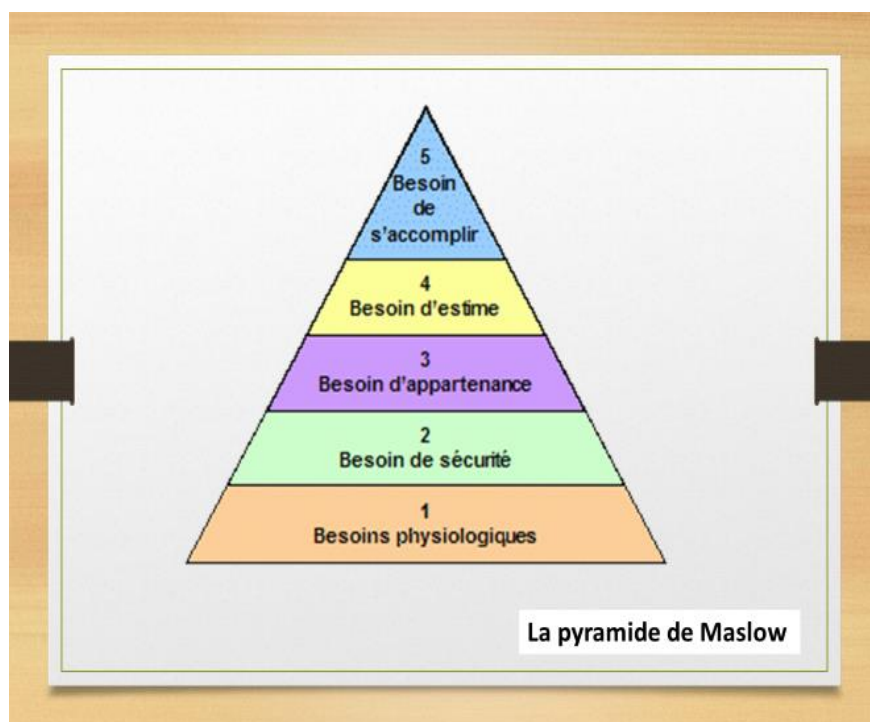 5
Besoin
de
s'accomplir
4
Besoin d'estime
3
Besoin d'appartenance
2
Besoin de sécurité
1
Besoins physiologiques
La pyramide de Maslow